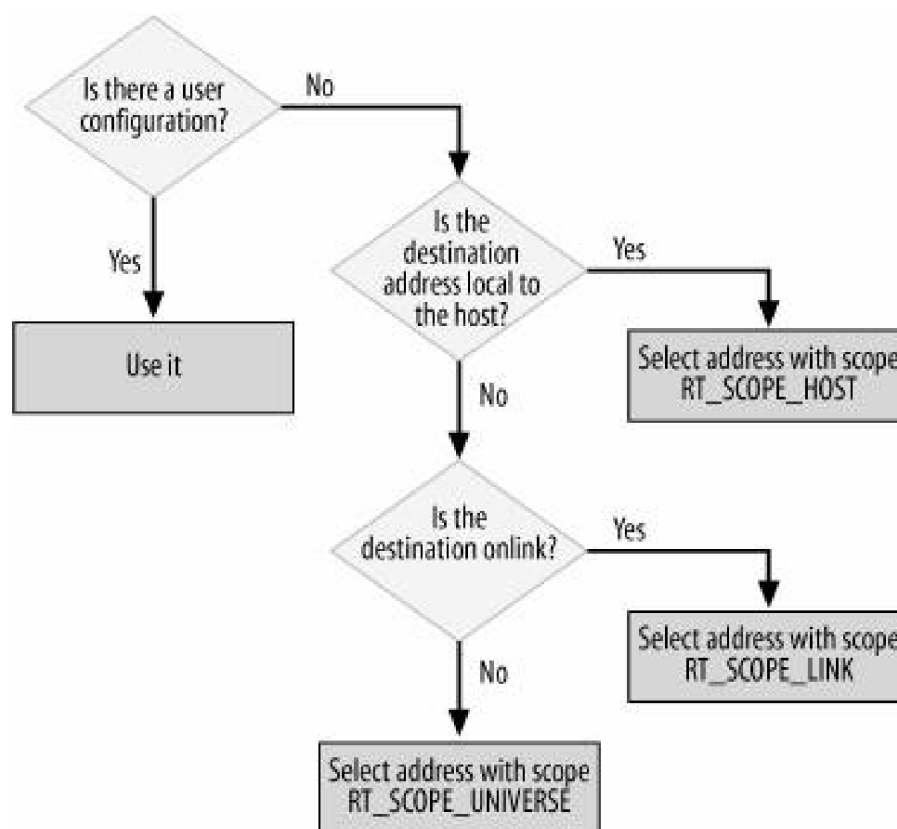 Is there a user
configuration?
No
Yes
Use it
Is the
destination
address local to
the host?
Yes
Select address with scope
RT_SCOPE_HOST
No
Is the
destination onlink?
Yes
Select address with scope
RT_SCOPE_LINK
No
Select address with scope
RT_SCOPE_UNIVERSE